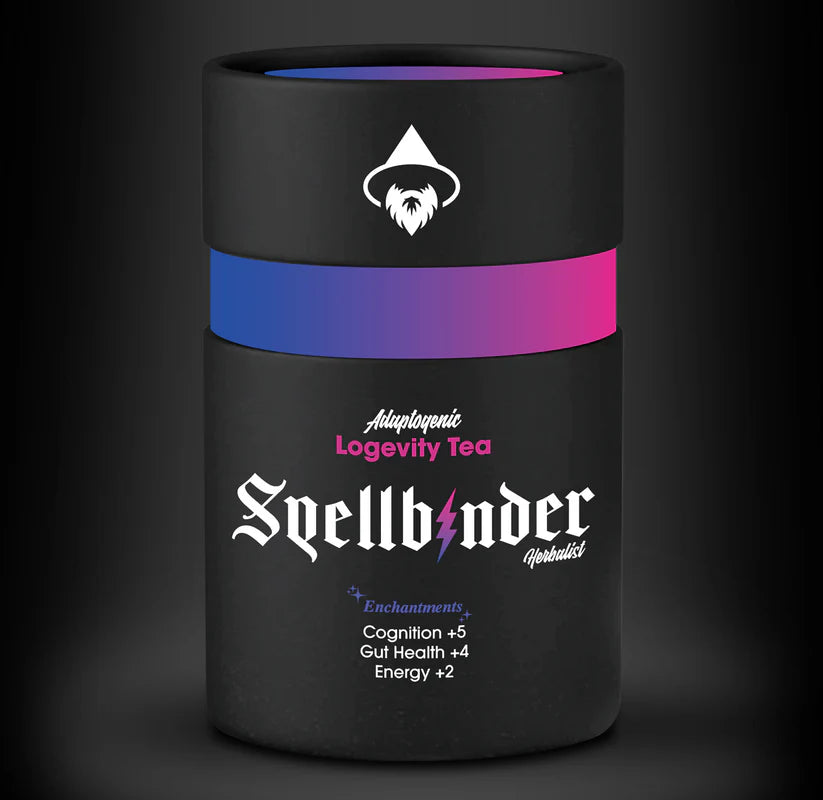 Adaptogenic
Logevity Tea
Spellbinder
Herbalist
Enchantments
Cognition +5
Gut Health +4
Energy +2